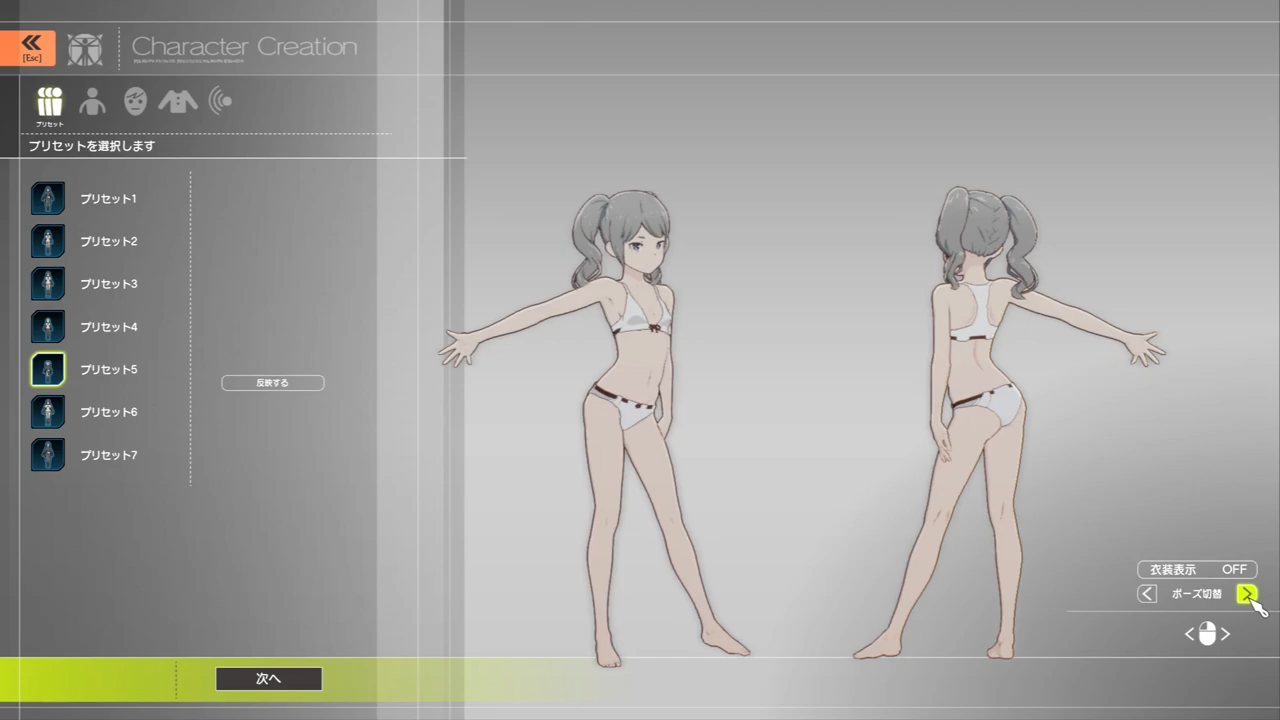 [Esc]
Character Creation
プリセット
プリセットを選択します
プリセット1
プリセット2
プリセット3
プリセット4
プリセット5
プリセット6
プリセット7
反映する
衣装表示 OFF
ポーズ切替
次へ